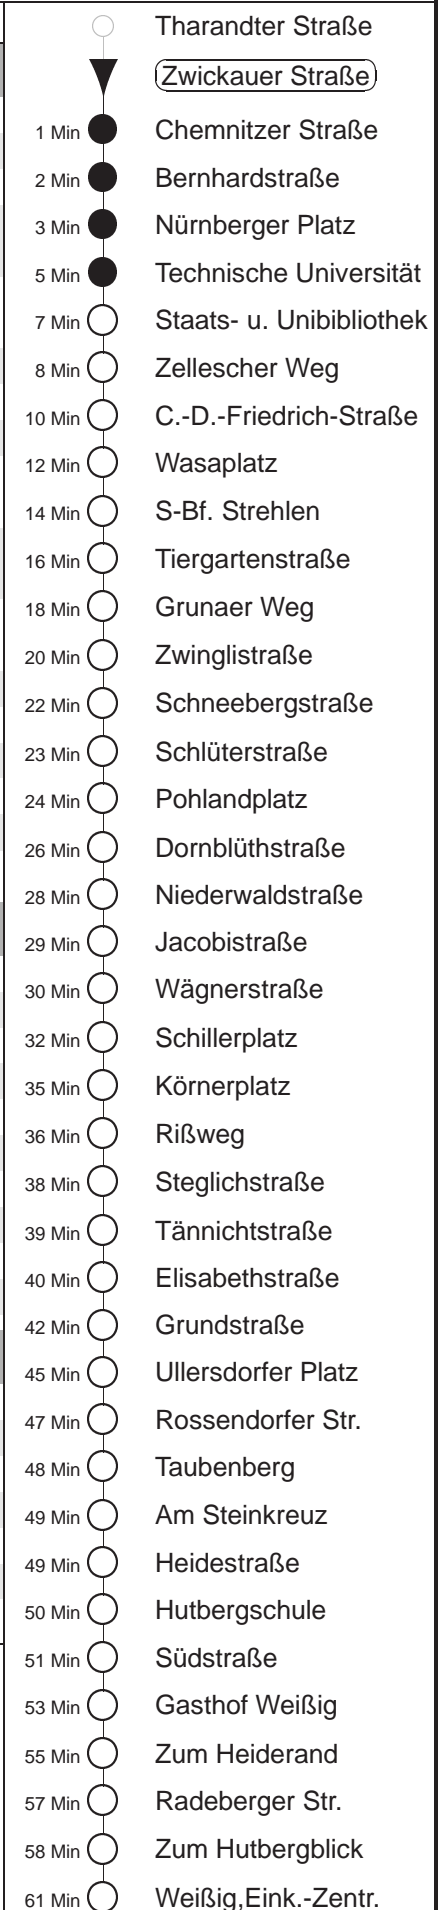 Tharandter Straße
Zwickauer Straße
1 Min Chemnitzer Straße
2 Min Bernhardstraße
3 Min Nürnberger Platz
5 Min Technische Universität
7 Min Staats- u. Unibibliothek
8 Min Zellescher Weg
10 Min C.-D.-Friedrich-Straße
12 Min Wasaplatz
14 Min S-Bf. Strehlen
16 Min Tiergartenstraße
18 Min Grunaer Weg
20 Min Zwinglistraße
22 Min Schneebergstraße
23 Min Schlüterstraße
24 Min Pohlandplatz
26 Min Dornblüthstraße
28 Min Niederwaldstraße
29 Min Jacobistraße
30 Min Wägnerstraße
32 Min Schillerplatz
35 Min Körnerplatz
36 Min Rißweg
38 Min Steglichstraße
39 Min Tännichtstraße
40 Min Elisabethstraße
42 Min Grundstraße
45 Min Ullersdorfer Platz
47 Min Rossendorfer Str.
48 Min Taubenberg
49 Min Am Steinkreuz
49 Min Heidestraße
50 Min Hutbergschule
51 Min Südstraße
53 Min Gasthof Weißig
55 Min Zum Heiderand
57 Min Radeberger Str.
58 Min Zum Hutbergblick
61 Min Weißig,Eink.-Zentr.